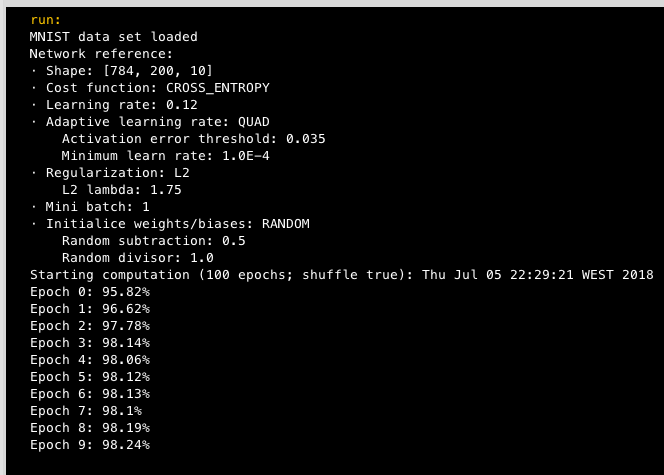 run:
MNIST data set loaded
Network reference:
· Shape: [784, 200, 10]
· Cost function: CROSS_ENTROPY
· Learning rate: 0.12
· Adaptive learning rate: QUAD
Activation error threshold: 0.035
Minimum learn rate: 1.0E-4
· Regularization: L2
L2 lambda: 1.75
· Mini batch: 1
· Initialice weights/biases: RANDOM
Random subtraction: 0.5
Random divisor: 1.0
Starting computation (100 epochs; shuffle true): Thu Jul 05 22:29:21 WEST 2018
Epoch 0: 95.82%
Epoch 1: 96.62%
Epoch 2: 97.78%
Epoch 3: 98.14%
Epoch 4: 98.06%
Epoch 5: 98.12%
Epoch 6: 98.13%
Epoch 7: 98.1%
Epoch 8: 98.19%
Epoch 9: 98.24%